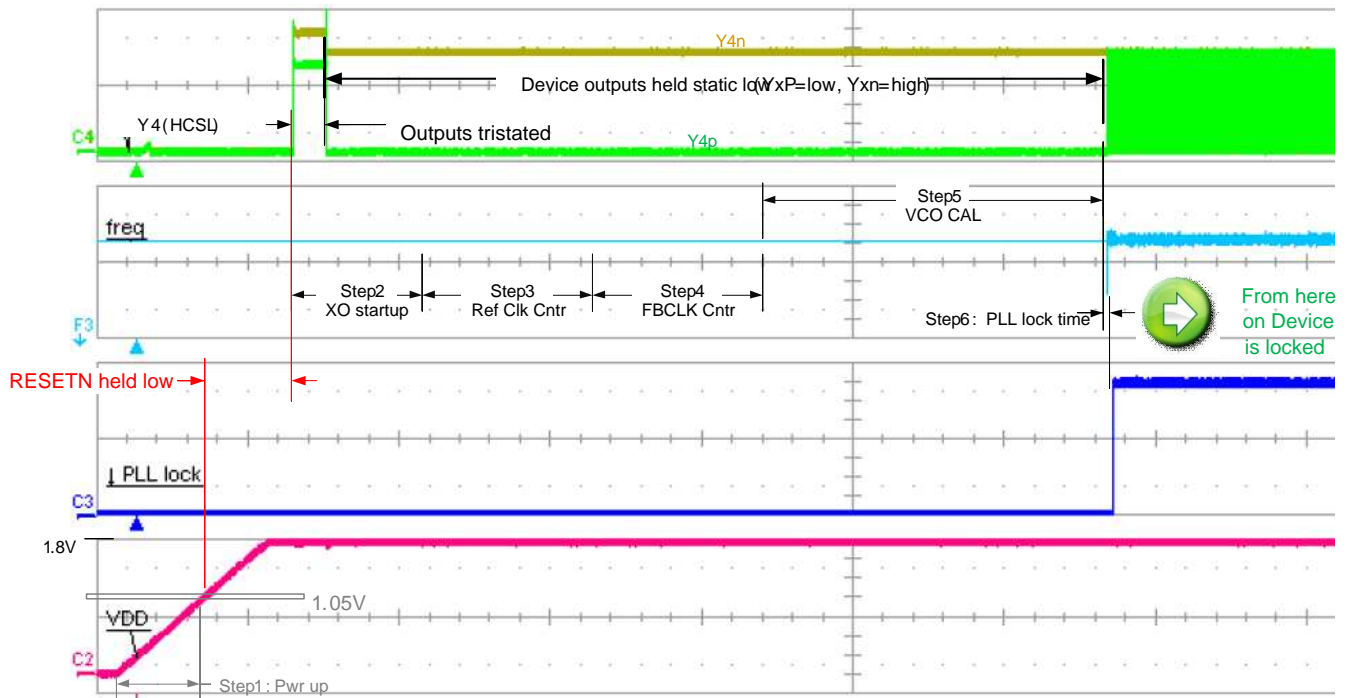 Y4n
Device outputs held static low(YxP=low, Yxn=high)
Y4(HCSL)
Outputs tristated
C4
Y4p
Step5
VCO CAL
freq
Step2
XO startup
Step3
Ref Clk Cntr
Step4
FBCLK Cntr
Step6: PLL lock time
From here
on Device
is locked
F3
RESETN held low
PLL lock
C3
1.8V
1.05V
VDD
C2
Step1: Pwr up